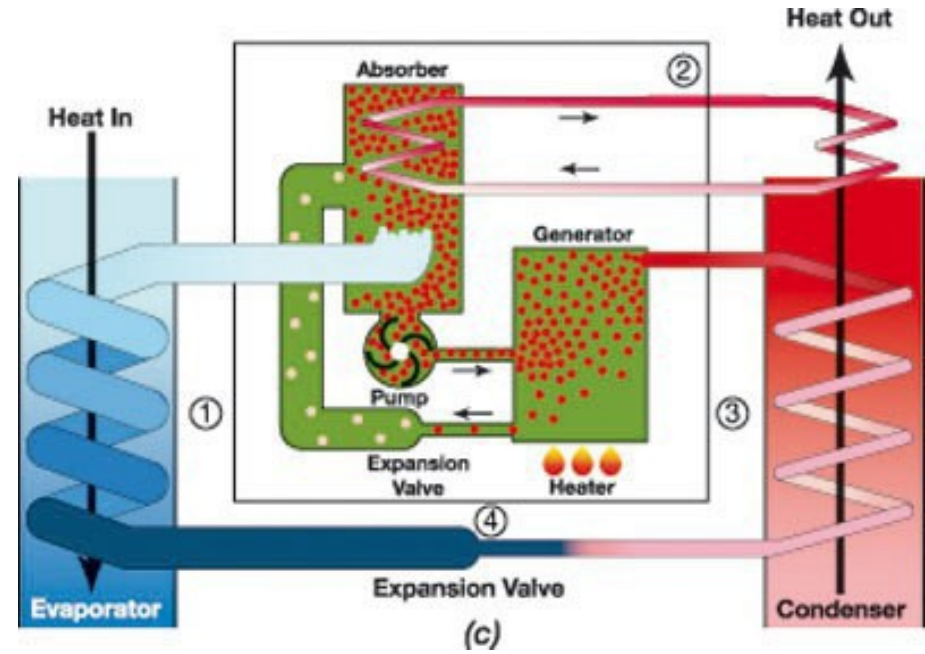 Heat Out
Absorber
②
Heat In
Generator
Pump
①
③
Expansion
Valve
Heater
④
Expansion Valve
Evaporator
Condenser
(c)